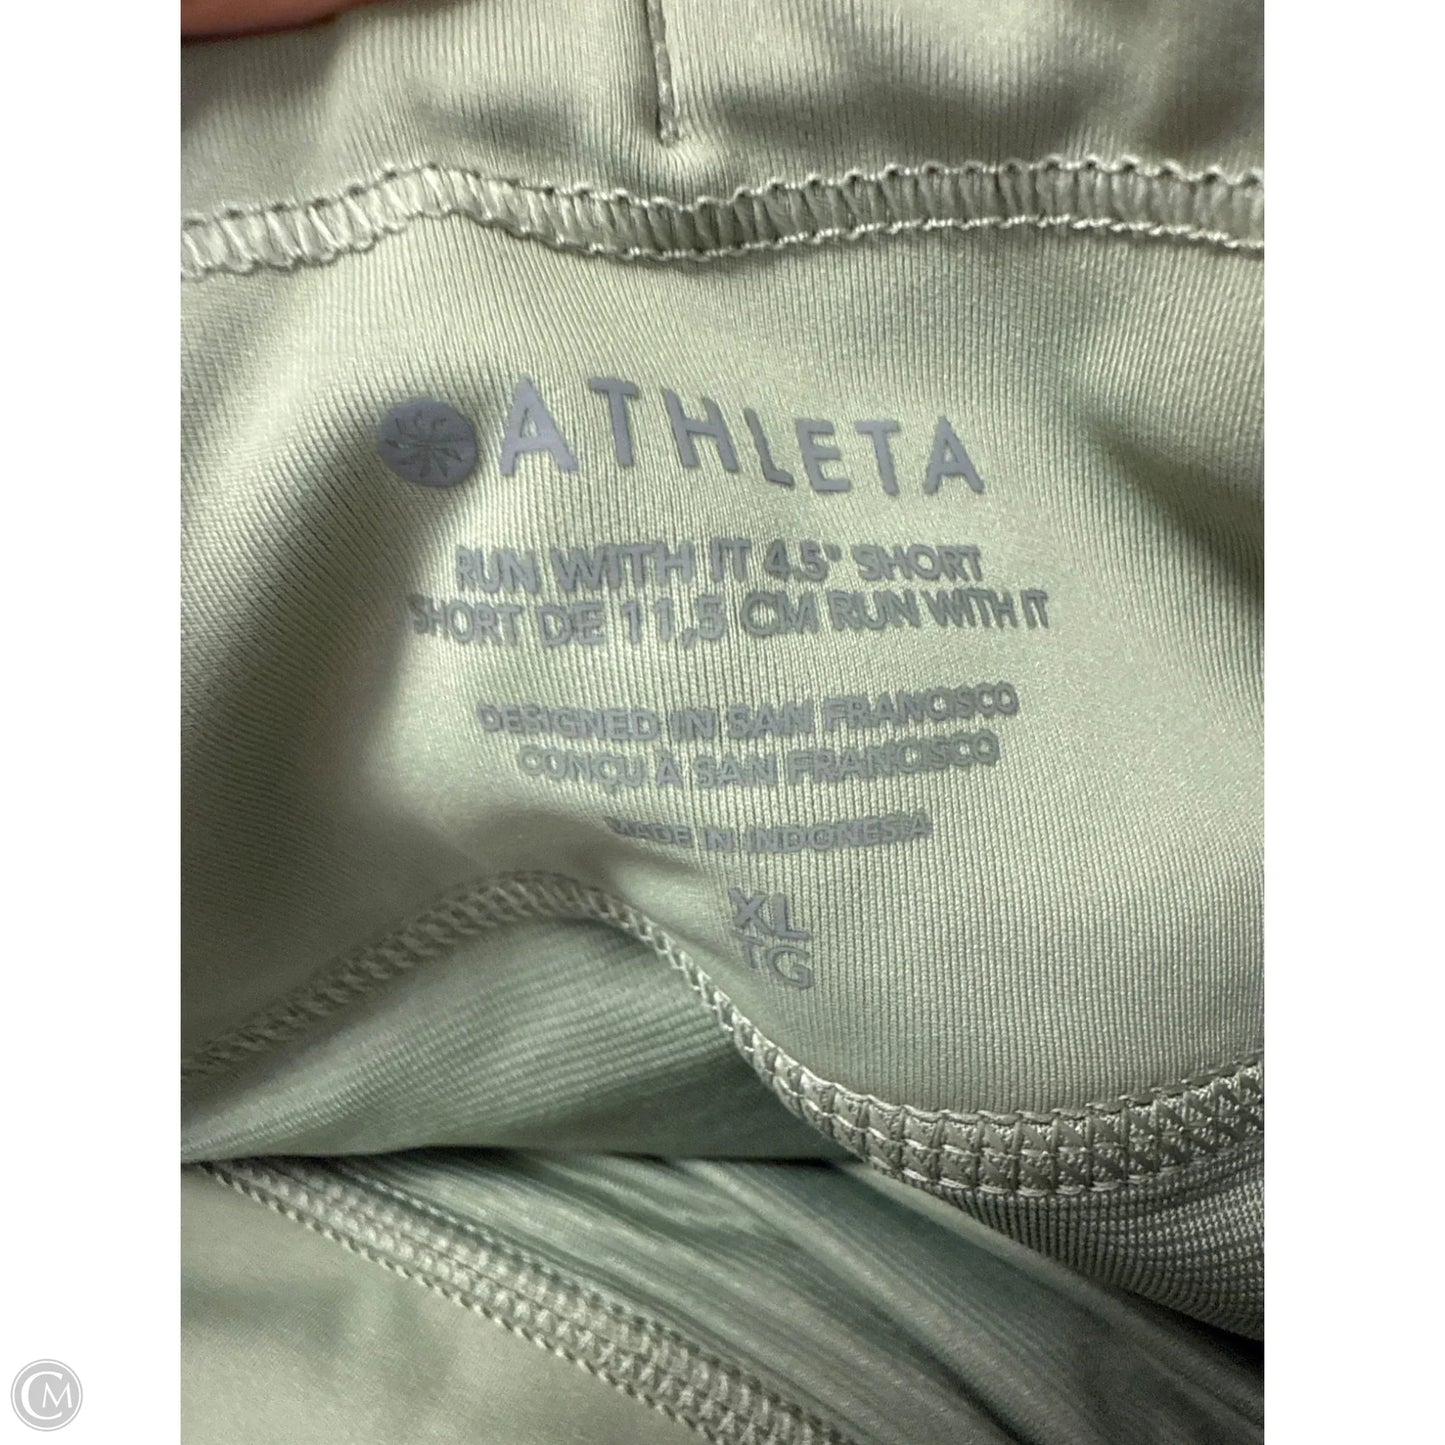 ATHLETA
RUN WITH IT 4.5" SHORT
SHORT DE 11,5 CM RUN WITH IT
DESIGNED IN SAN FRANCISCO
CONÇU À SAN FRANCISCO
MADE IN INDONESIA
XL
TG
CM